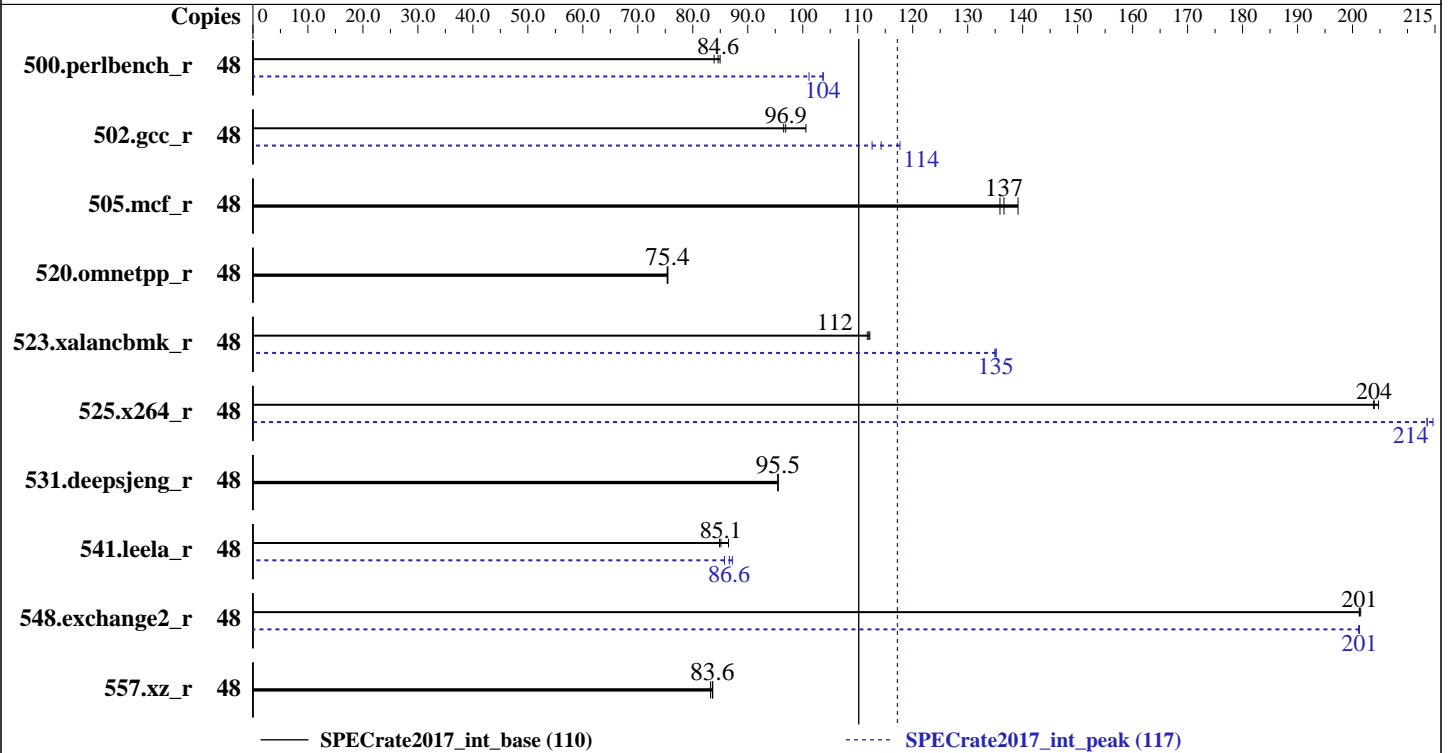 Copies 0 10.0 20.0 30.0 40.0 50.0 60.0 70.0 80.0 90.0 100 110 120 130 140 150 160 170 180 190 200 215
84.6
500.perlbench_r 48
104
96.9
502.gcc_r 48
114
137
505.mcf_r 48
75.4
520.omnetpp_r 48
112
523.xalancbmk_r 48
135
204
525.x264_r 48
214
95.5
531.deepsjeng_r 48
85.1
541.leela_r 48
86.6
201
548.exchange2_r 48
201
83.6
557.xz_r 48
SPECrate2017_int_base (110) SPECrate2017_int_peak (117)